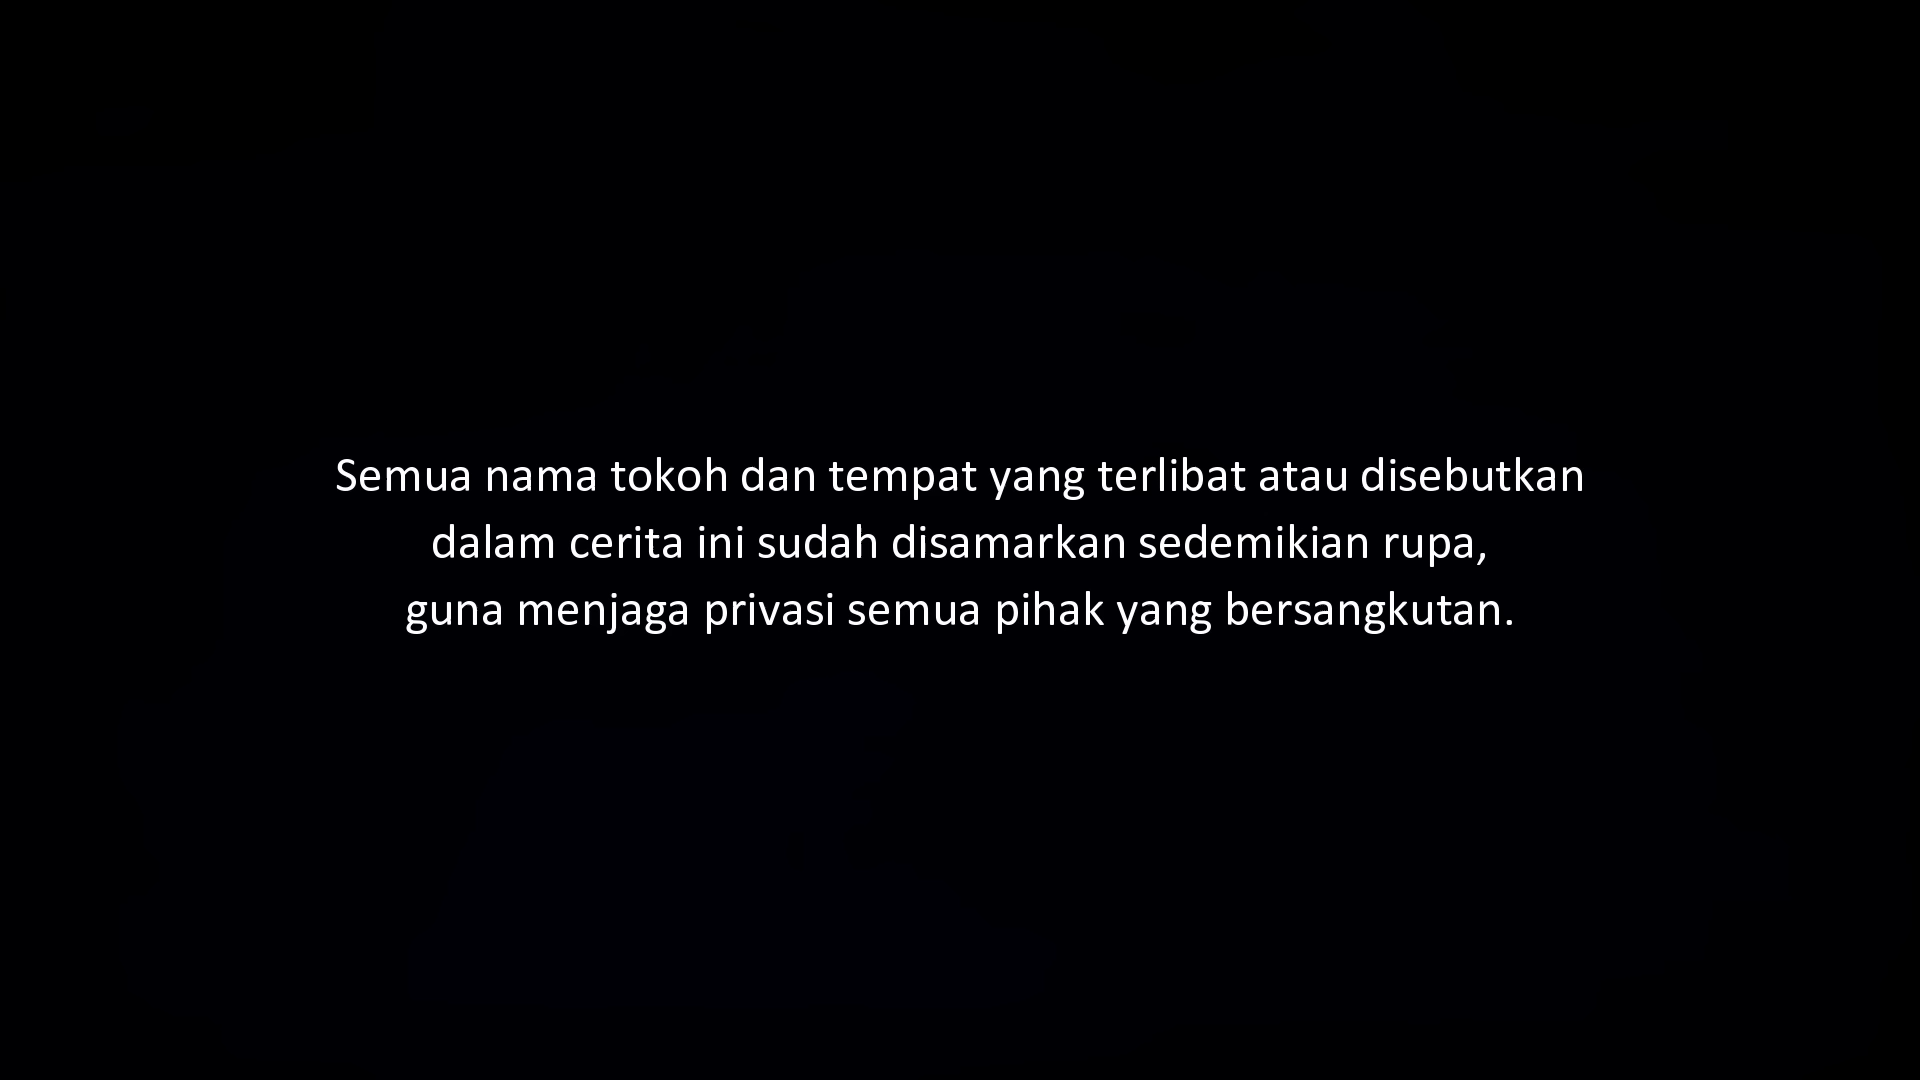 Semua nama tokoh dan tempat yang terlibat atau disebutkan
dalam cerita ini sudah disamarkan sedemikian rupa,
guna menjaga privasi semua pihak yang bersangkutan.